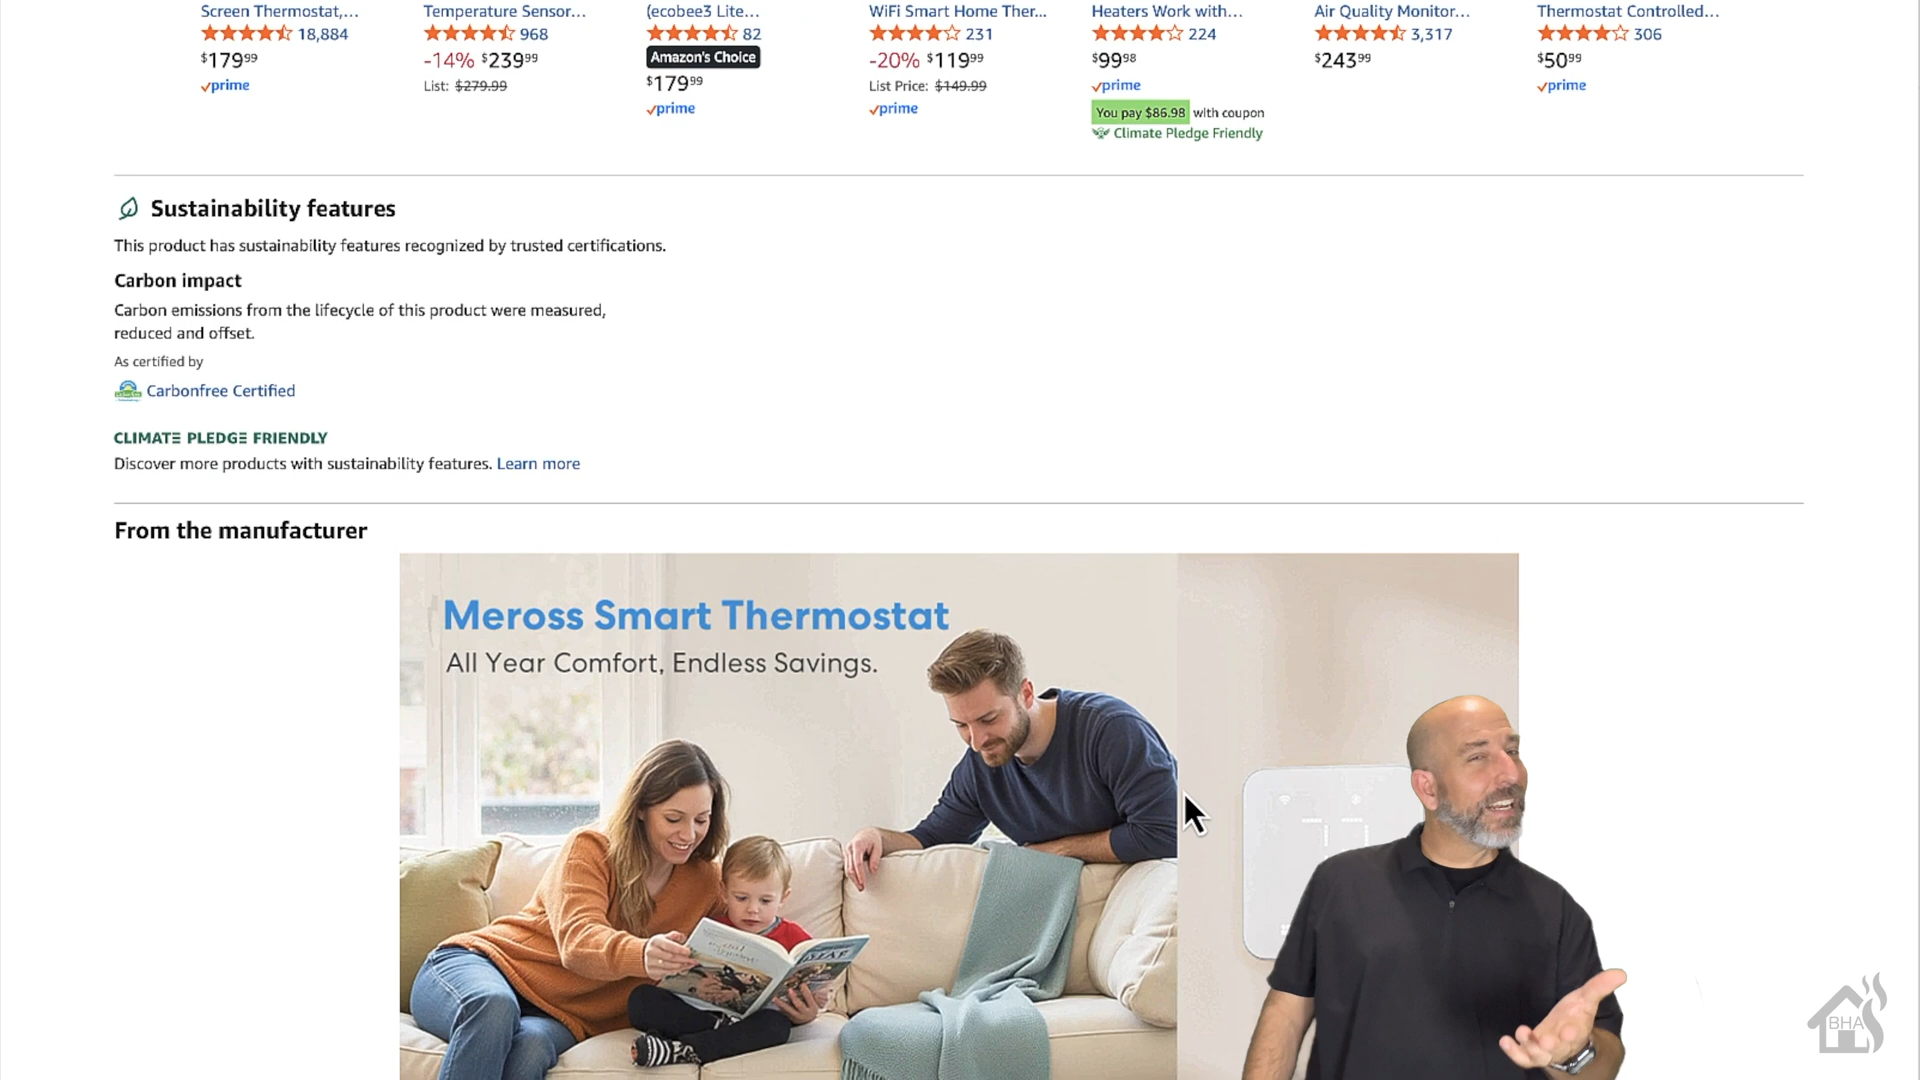 Screen Thermostat,...
18,884
$179.99
prime
Temperature Sensor...
968
-14% $239.99
List: $279.99
(ecobee3 Lite...
82
Amazon's Choice
$179.99
prime
WiFi Smart Home Ther...
231
-20% $119.99
List Price: $149.99
prime
Heaters Work with...
224
$99.98
prime
You pay $86.98 with coupon
Climate Pledge Friendly
Air Quality Monitor...
3,317
$243.99
Thermostat Controlled...
306
$50.99
prime
Sustainability features
This product has sustainability features recognized by trusted certifications.
Carbon impact
Carbon emissions from the lifecycle of this product were measured,
reduced and offset.
As certified by
Carbonfree Certified
CLIMATE PLEDGE FRIENDLY
Discover more products with sustainability features. Learn more
From the manufacturer
Meross Smart Thermostat
All Year Comfort, Endless Savings.
BHA